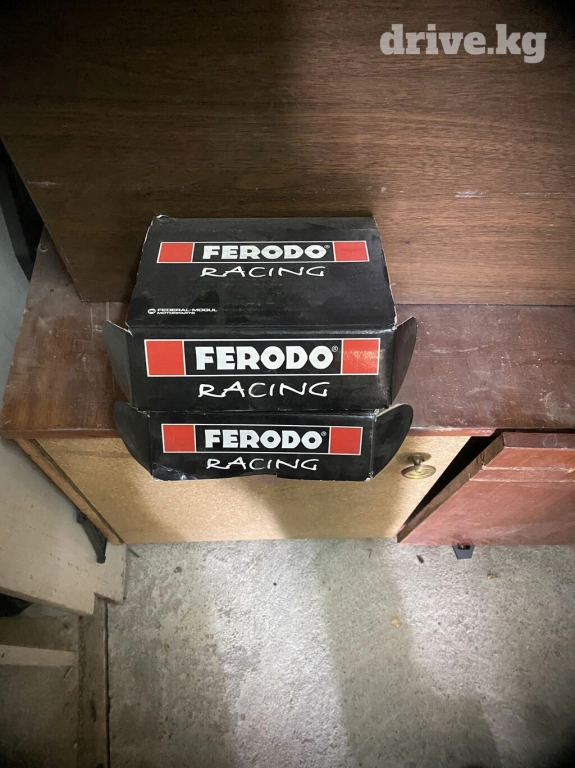 drive.kg
FERODO®
RACING
FEDERAL-MOGUL
MOTORPARTS
FERODO®
RACING
FERODO®
RACING